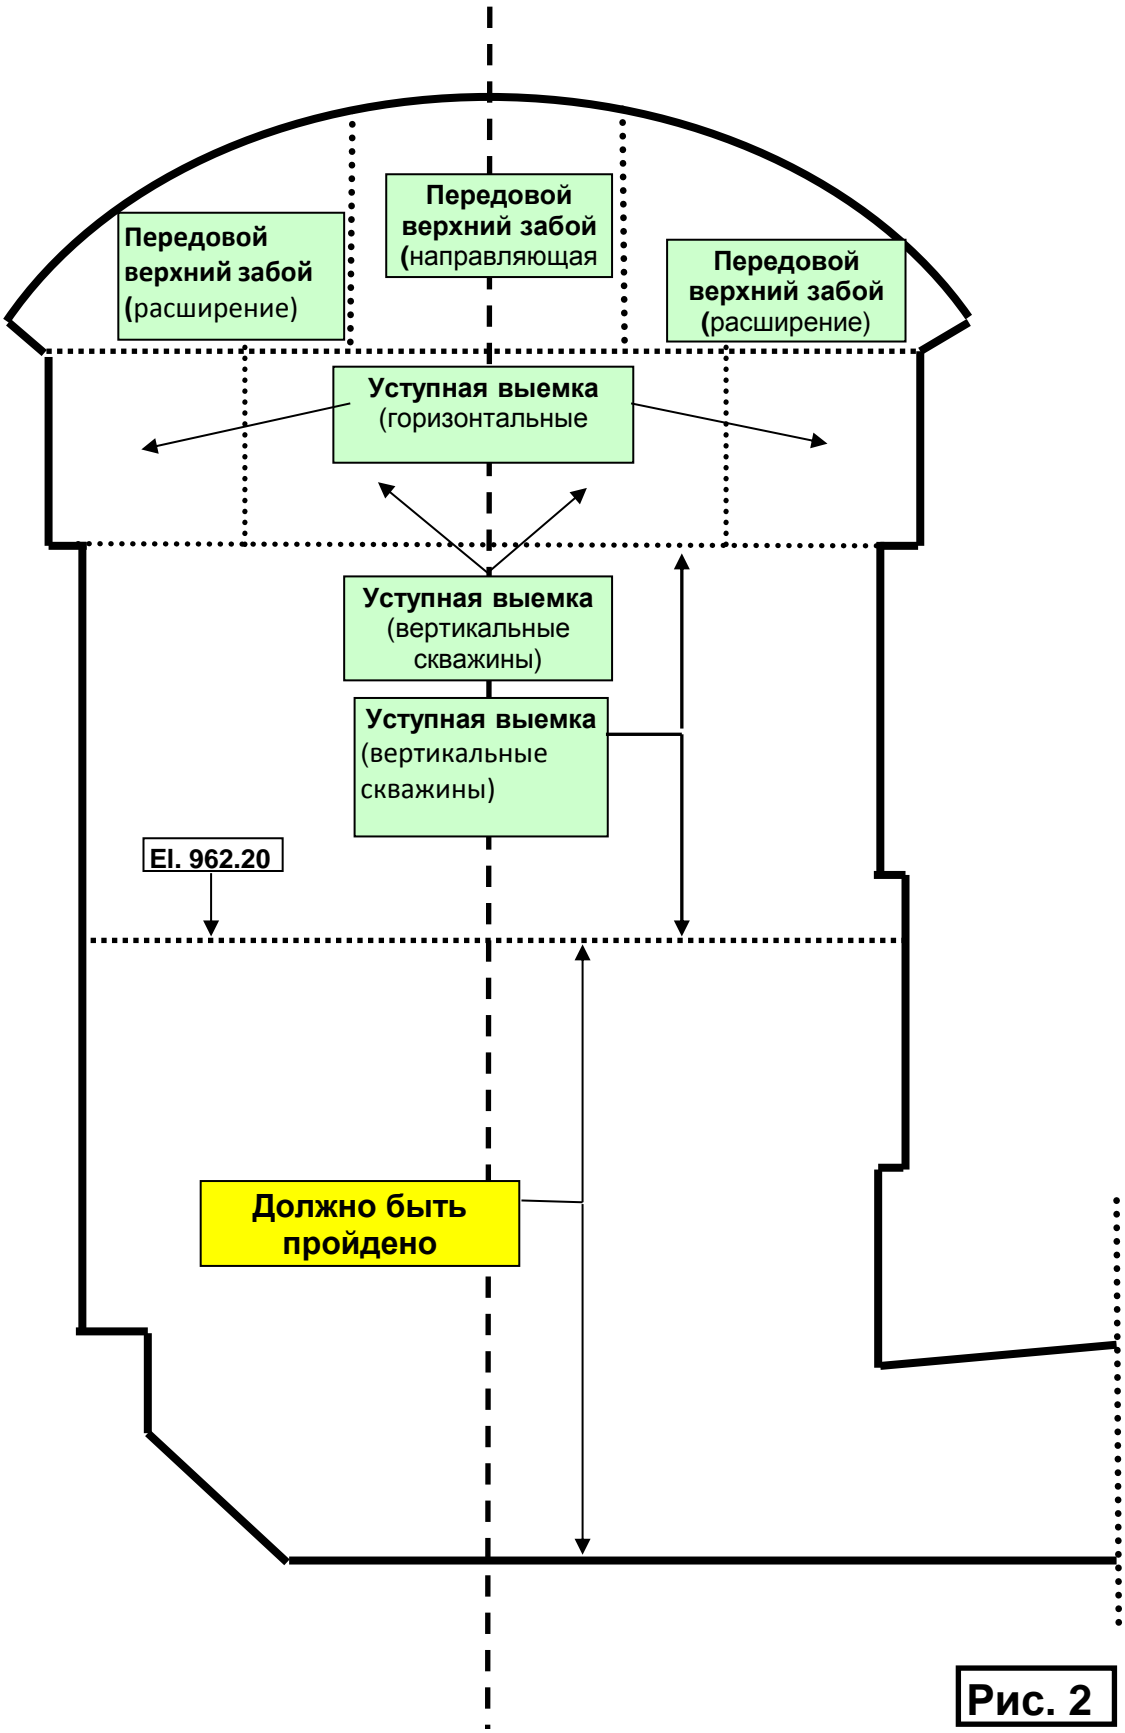 Передовой
верхний забой
(направляющая
Передовой
верхний забой
(расширение)
Передовой
верхний забой
(расширение)
Уступная выемка
(горизонтальные
Уступная выемка
(вертикальные
скважины)
Уступная выемка
(вертикальные
скважины)
El. 962.20
Должно быть
пройдено
Рис. 2